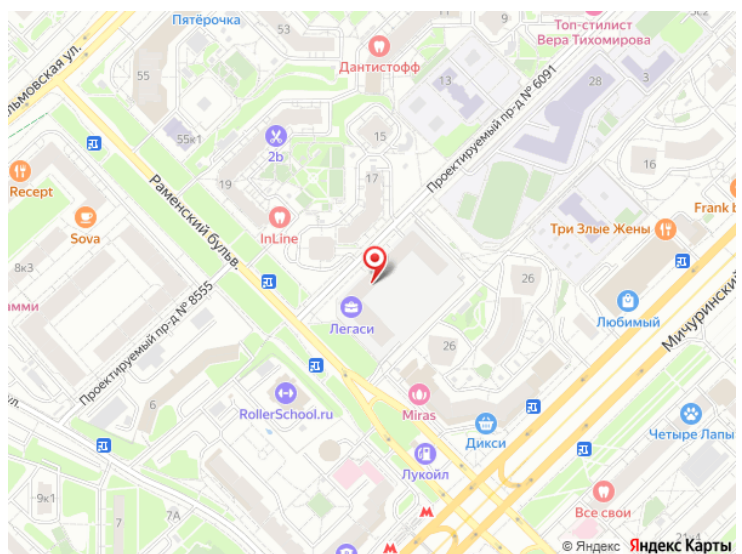 Пятёрочка
Топ-стилист
Вера Тихомирова
Дантистофф
льмовская ул.
55
13
28
3
Проектируемый пр-д № 6091
55к1
15
2b
16
Recept
19
17
Раменский бульв.
Sova
InLine
Три Злые Жены
Frank b
8к3
26
амми
Проектируемый пр-д № 8555
Легаси
Любимый
Мичуринский
26
ул.
6
RollerSchool.ru
Miras
Дикси
Четыре Лапы
Лукойл
9к1
7
7А
Все свои
21к4
© Яндекс Яндекс Карты